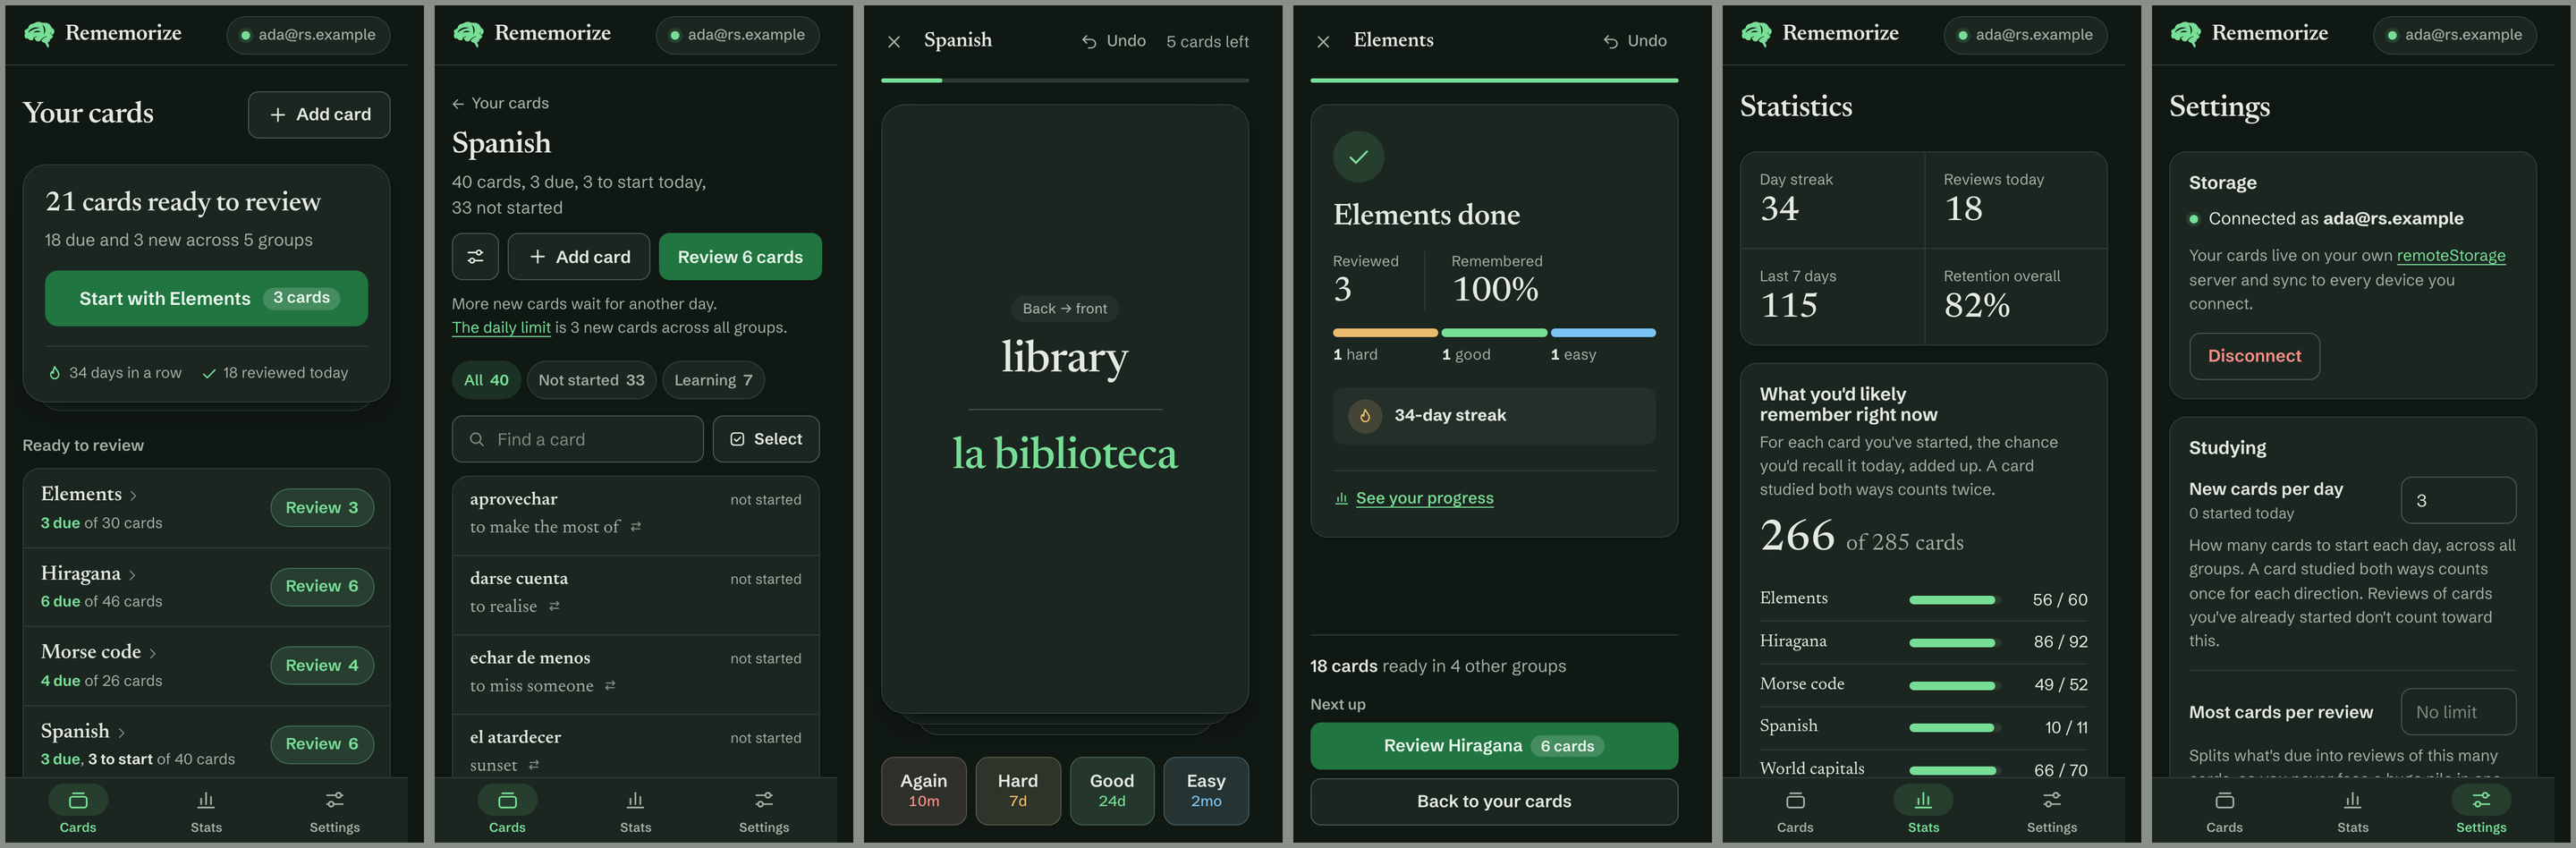 Rememorize
ada@rs.example
Your cards
Add card
21 cards ready to review
18 due and 3 new across 5 groups
Start with Elements 3 cards
34 days in a row 18 reviewed today
Ready to review
Elements
3 due of 30 cards
Review 3
Hiragana
6 due of 46 cards
Review 6
Morse code
4 due of 26 cards
Review 4
Spanish
3 due, 3 to start of 40 cards
Review 6
Cards Stats Settings
Rememorize
ada@rs.example
← Your cards
Spanish
40 cards, 3 due, 3 to start today,
33 not started
Add card
Review 6 cards
More new cards wait for another day.
The daily limit is 3 new cards across all groups.
All 40 Not started 33 Learning 7
Find a card
Select
aprovechar not started
to make the most of
darse cuenta not started
to realise
echar de menos not started
to miss someone
el atardecer not started
sunset
Cards Stats Settings
Spanish Undo 5 cards left
Back → front
library
la biblioteca
Again Hard Good Easy
10m 7d 24d 2mo
Elements Undo
Elements done
Reviewed Remembered
3 100%
1 hard 1 good 1 easy
34-day streak
See your progress
18 cards ready in 4 other groups
Next up
Review Hiragana 6 cards
Back to your cards
Rememorize
ada@rs.example
Statistics
Day streak Reviews today
34 18
Last 7 days Retention overall
115 82%
What you'd likely
remember right now
For each card you've started, the chance
you'd recall it today, added up. A card
studied both ways counts twice.
266 of 285 cards
Elements 56 / 60
Hiragana 86 / 92
Morse code 49 / 52
Spanish 10 / 11
World capitals 66 / 70
Cards Stats Settings
Rememorize
ada@rs.example
Settings
Storage
Connected as ada@rs.example
Your cards live on your own remoteStorage
server and sync to every device you
connect.
Disconnect
Studying
New cards per day
0 started today
3
How many cards to start each day, across all
groups. A card studied both ways counts
once for each direction. Reviews of cards
you've already started don't count toward
this.
Most cards per review
No limit
Splits what's due into reviews of this many
Cards Stats Settings